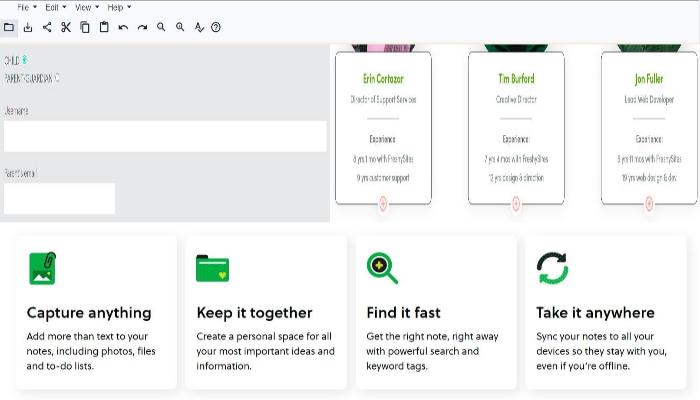 File Edit View Help
CHILD
PARENT/GUARDIAN
Username
Parent's email
Erin Cortazar
Director of Support Services
Experience:
8 yrs 1 mo with FreshySites
9 yrs customer support
Tim Burford
Creative Director
Experience:
7 yrs 4 mos with FreshySites
12 yrs design & direction
Jon Fuller
Lead Web Developer
Experience:
8 yrs 11 mos with FreshySites
19 yrs web design & dev
Capture anything
Add more than text to your
notes, including photos, files
and to-do lists.
Keep it together
Create a personal space for all
your most important ideas and
information.
Find it fast
Get the right note, right away
with powerful search and
keyword tags.
Take it anywhere
Sync your notes to all your
devices so they stay with you,
even if you're offline.